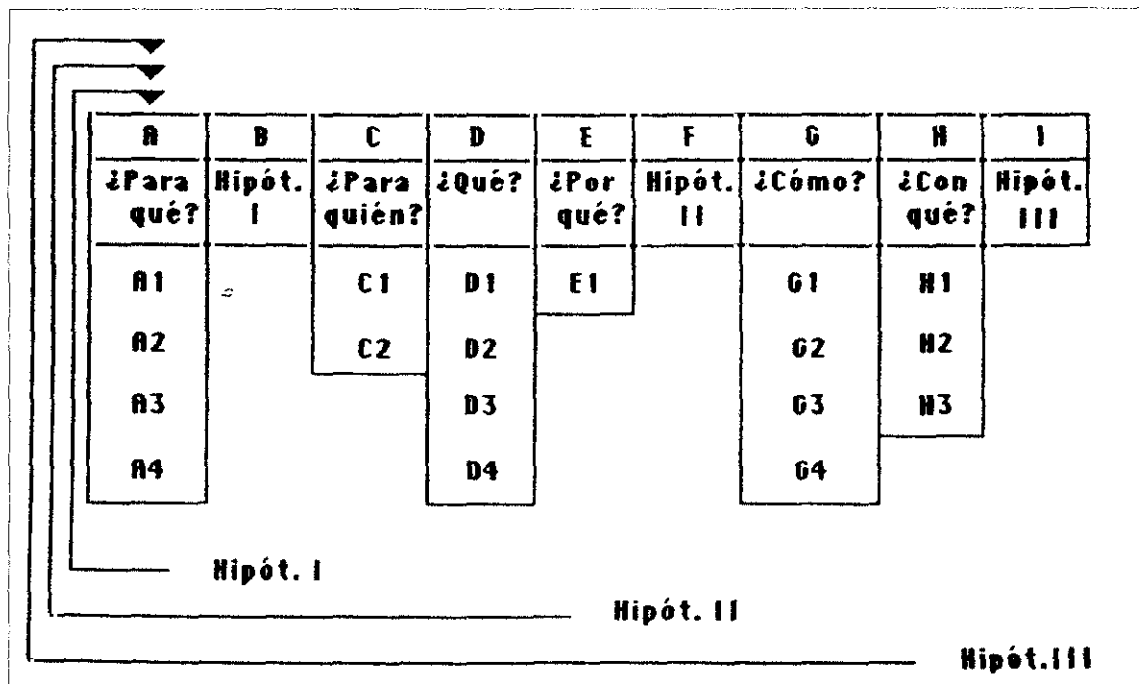 A B C D E F G H I
¿Para Hipót. ¿Para ¿Qué? ¿Por Hipót. ¿Cómo? ¿Con Hipót.
qué? I quién? qué? II qué? III
A1 C1 D1 E1 G1 H1
A2 C2 D2 G2 H2
A3 D3 G3 H3
A4 D4 G4
Hipót. I
Hipót. II
Hipót.III